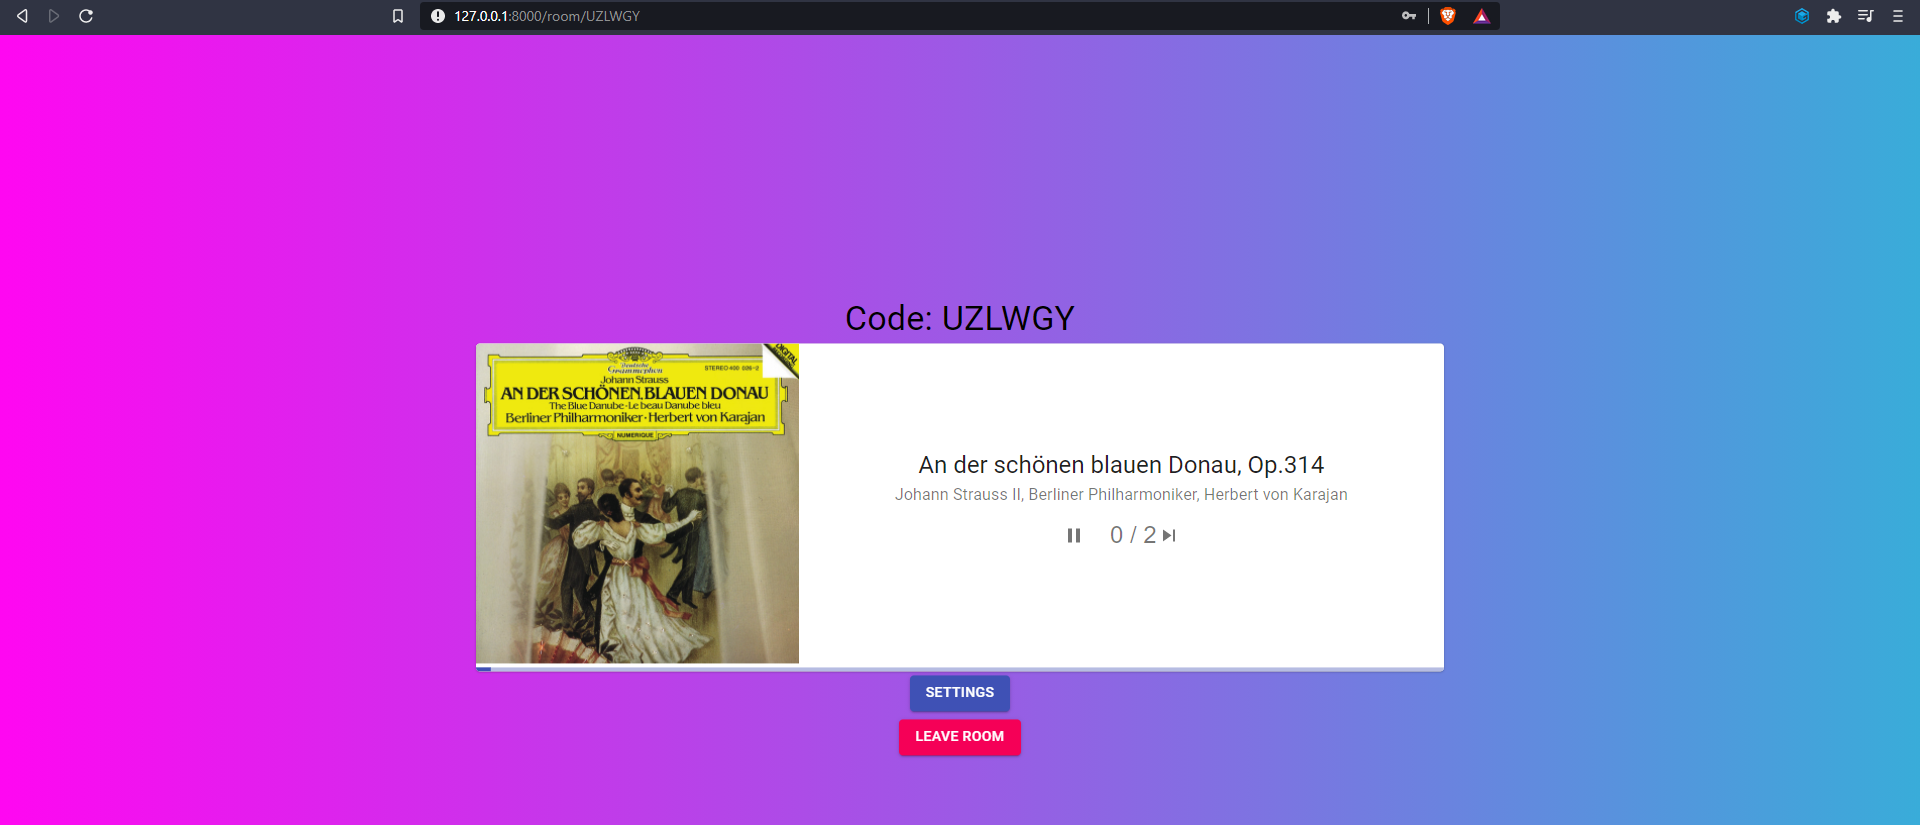 127.0.0.1:8000/room/UZLWGY
Code: UZLWGY
DIGITAL
Deutsche
Grammophon
STEREO 400 026-2
Johann Strauss
AN DER SCHÖNEN, BLAUEN DONAU
The Blue Danube · Le beau Danube bleu
Berliner Philharmoniker · Herbert von Karajan
NUMERIQUE
An der schönen blauen Donau, Op.314
Johann Strauss II, Berliner Philharmoniker, Herbert von Karajan
0 / 2
SETTINGS
LEAVE ROOM